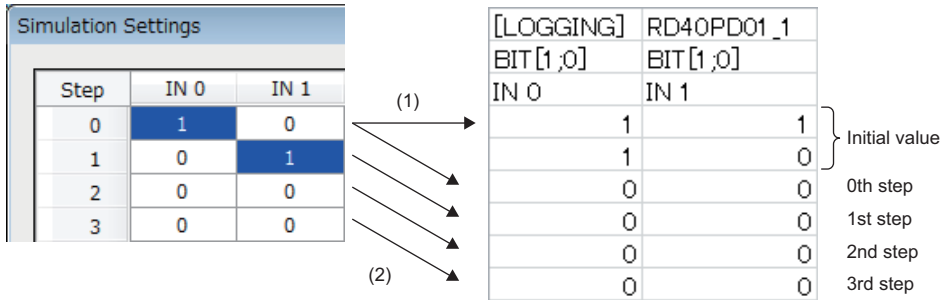 Simulation Settings
Step IN 0 IN 1
0 1 0
1 0 1
2 0 0
3 0 0
(1)
(2)
[LOGGING] RD40PD01_1
BIT[1;0] BIT[1;0]
IN 0 IN 1
1 1
1 0
0 0
0 0
0 0
0 0
Initial value
0th step
1st step
2nd step
3rd step